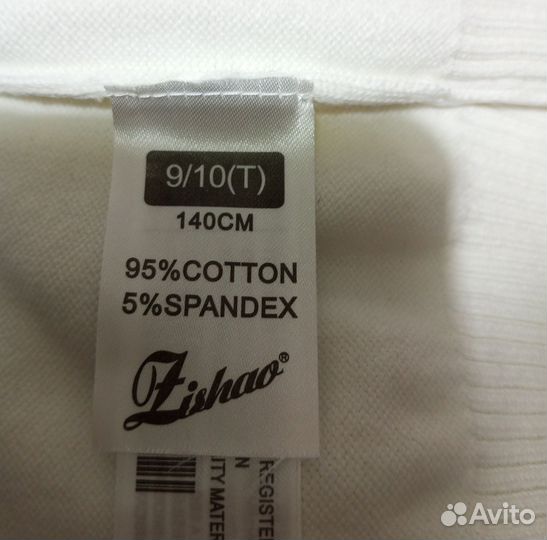 9/10(T)
140CM
95%COTTON
5%SPANDEX
Zishao®
REGISTE
ITY MATER
Avito